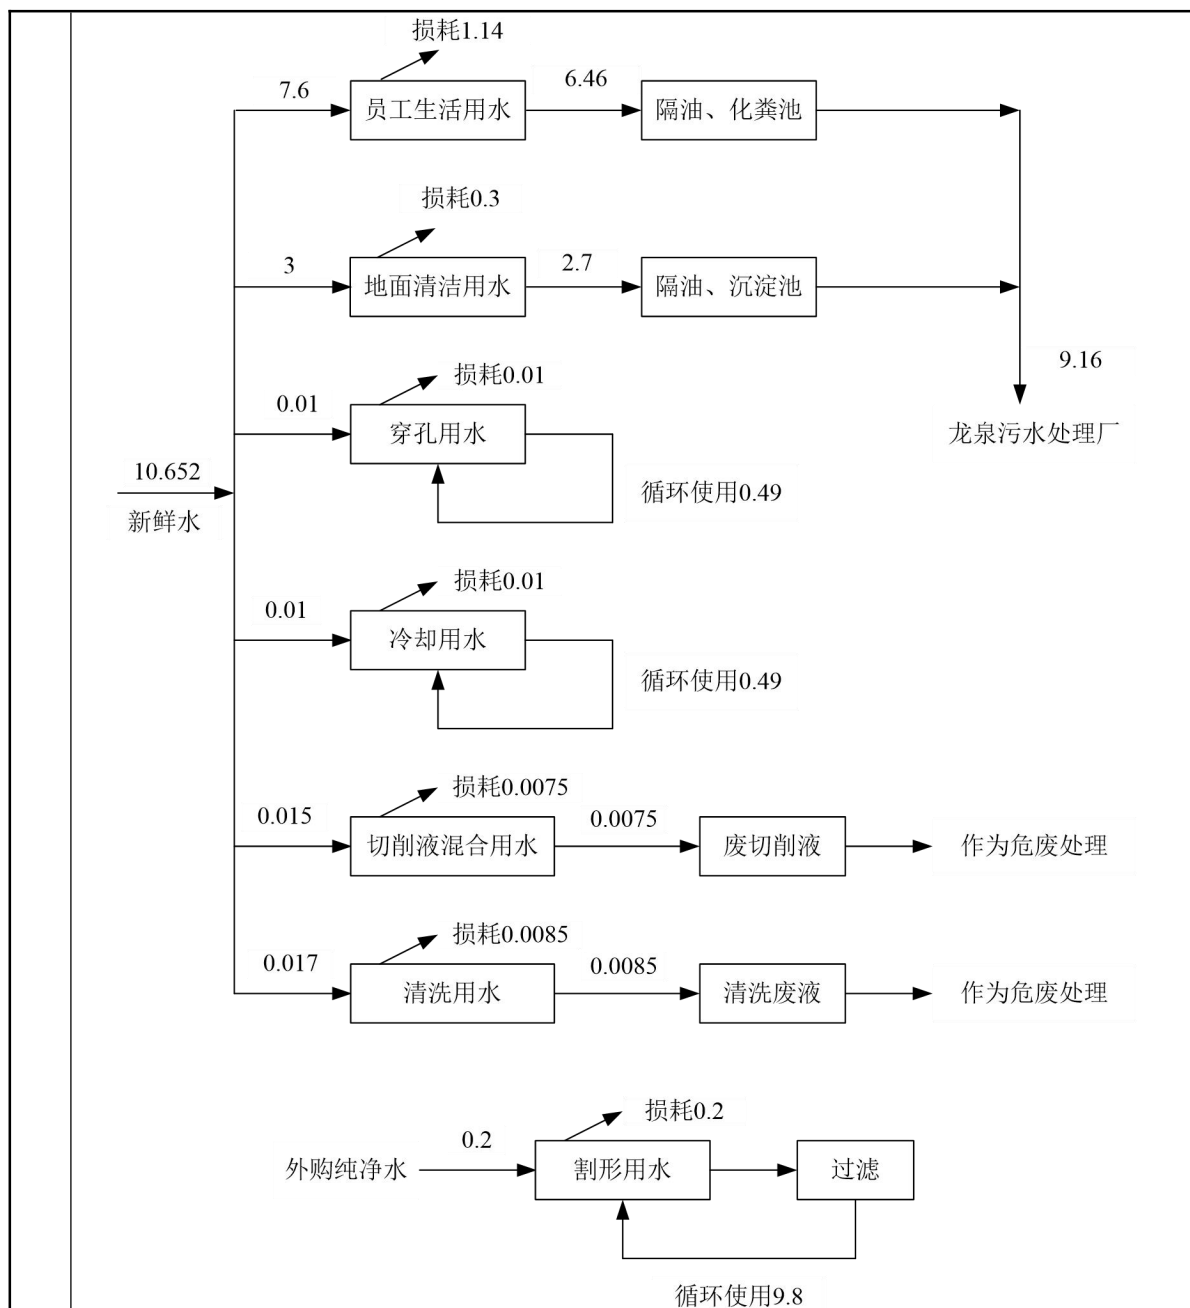 损耗1.14
7.6
员工生活用水
6.46
隔油、化粪池
损耗0.3
3
地面清洁用水
2.7
隔油、沉淀池
9.16
龙泉污水处理厂
损耗0.01
0.01
穿孔用水
循环使用0.49
10.652
新鲜水
损耗0.01
0.01
冷却用水
循环使用0.49
损耗0.0075
0.015
切削液混合用水
0.0075
废切削液
作为危废处理
损耗0.0085
0.017
清洗用水
0.0085
清洗废液
作为危废处理
损耗0.2
外购纯净水
0.2
割形用水
过滤
循环使用9.8